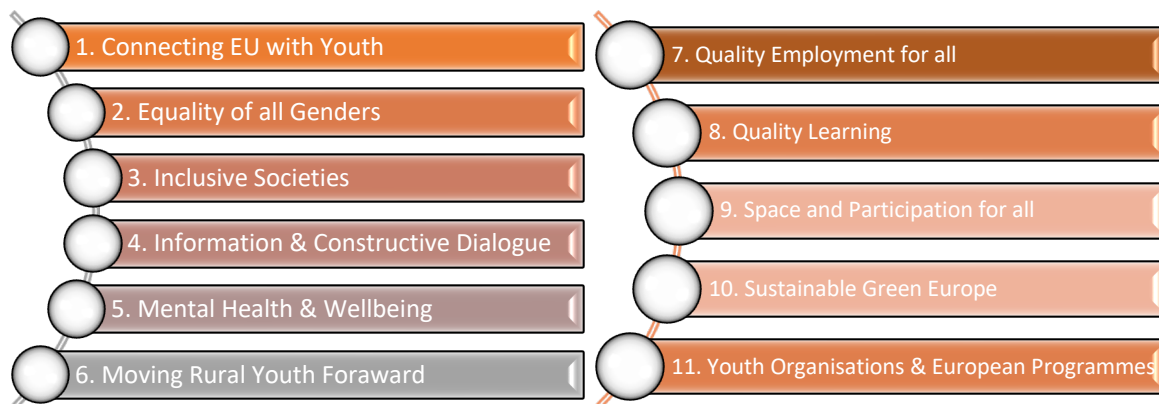 1. Connecting EU with Youth
2. Equality of all Genders
3. Inclusive Societies
4. Information & Constructive Dialogue
5. Mental Health & Wellbeing
6. Moving Rural Youth Foraward
7. Quality Employment for all
8. Quality Learning
9. Space and Participation for all
10. Sustainable Green Europe
11. Youth Organisations & European Programmes